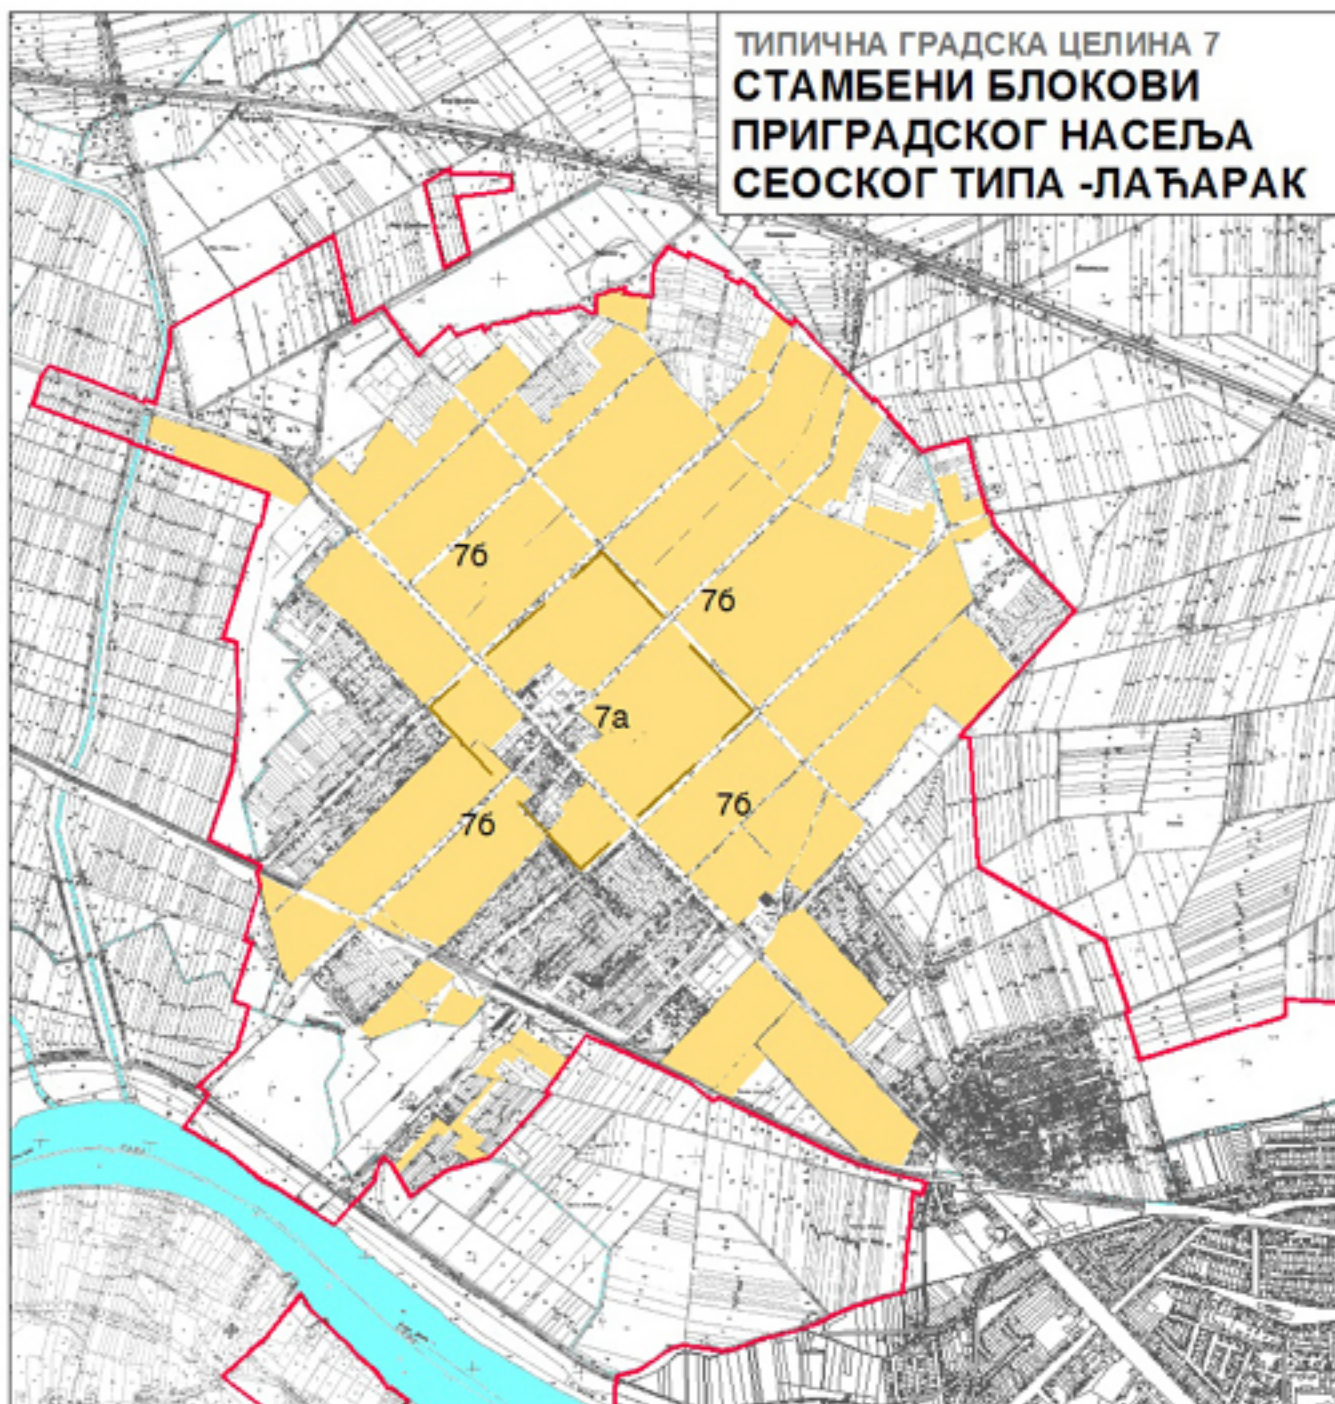 ТИПИЧНА ГРАДСКА ЦЕЛИНА 7
СТАМБЕНИ БЛОКОВИ
ПРИГРАДСКОГ НАСЕЉА
СЕОСКОГ ТИПА -ЛАЋАРАК
7б
7б
7а
7б
7б